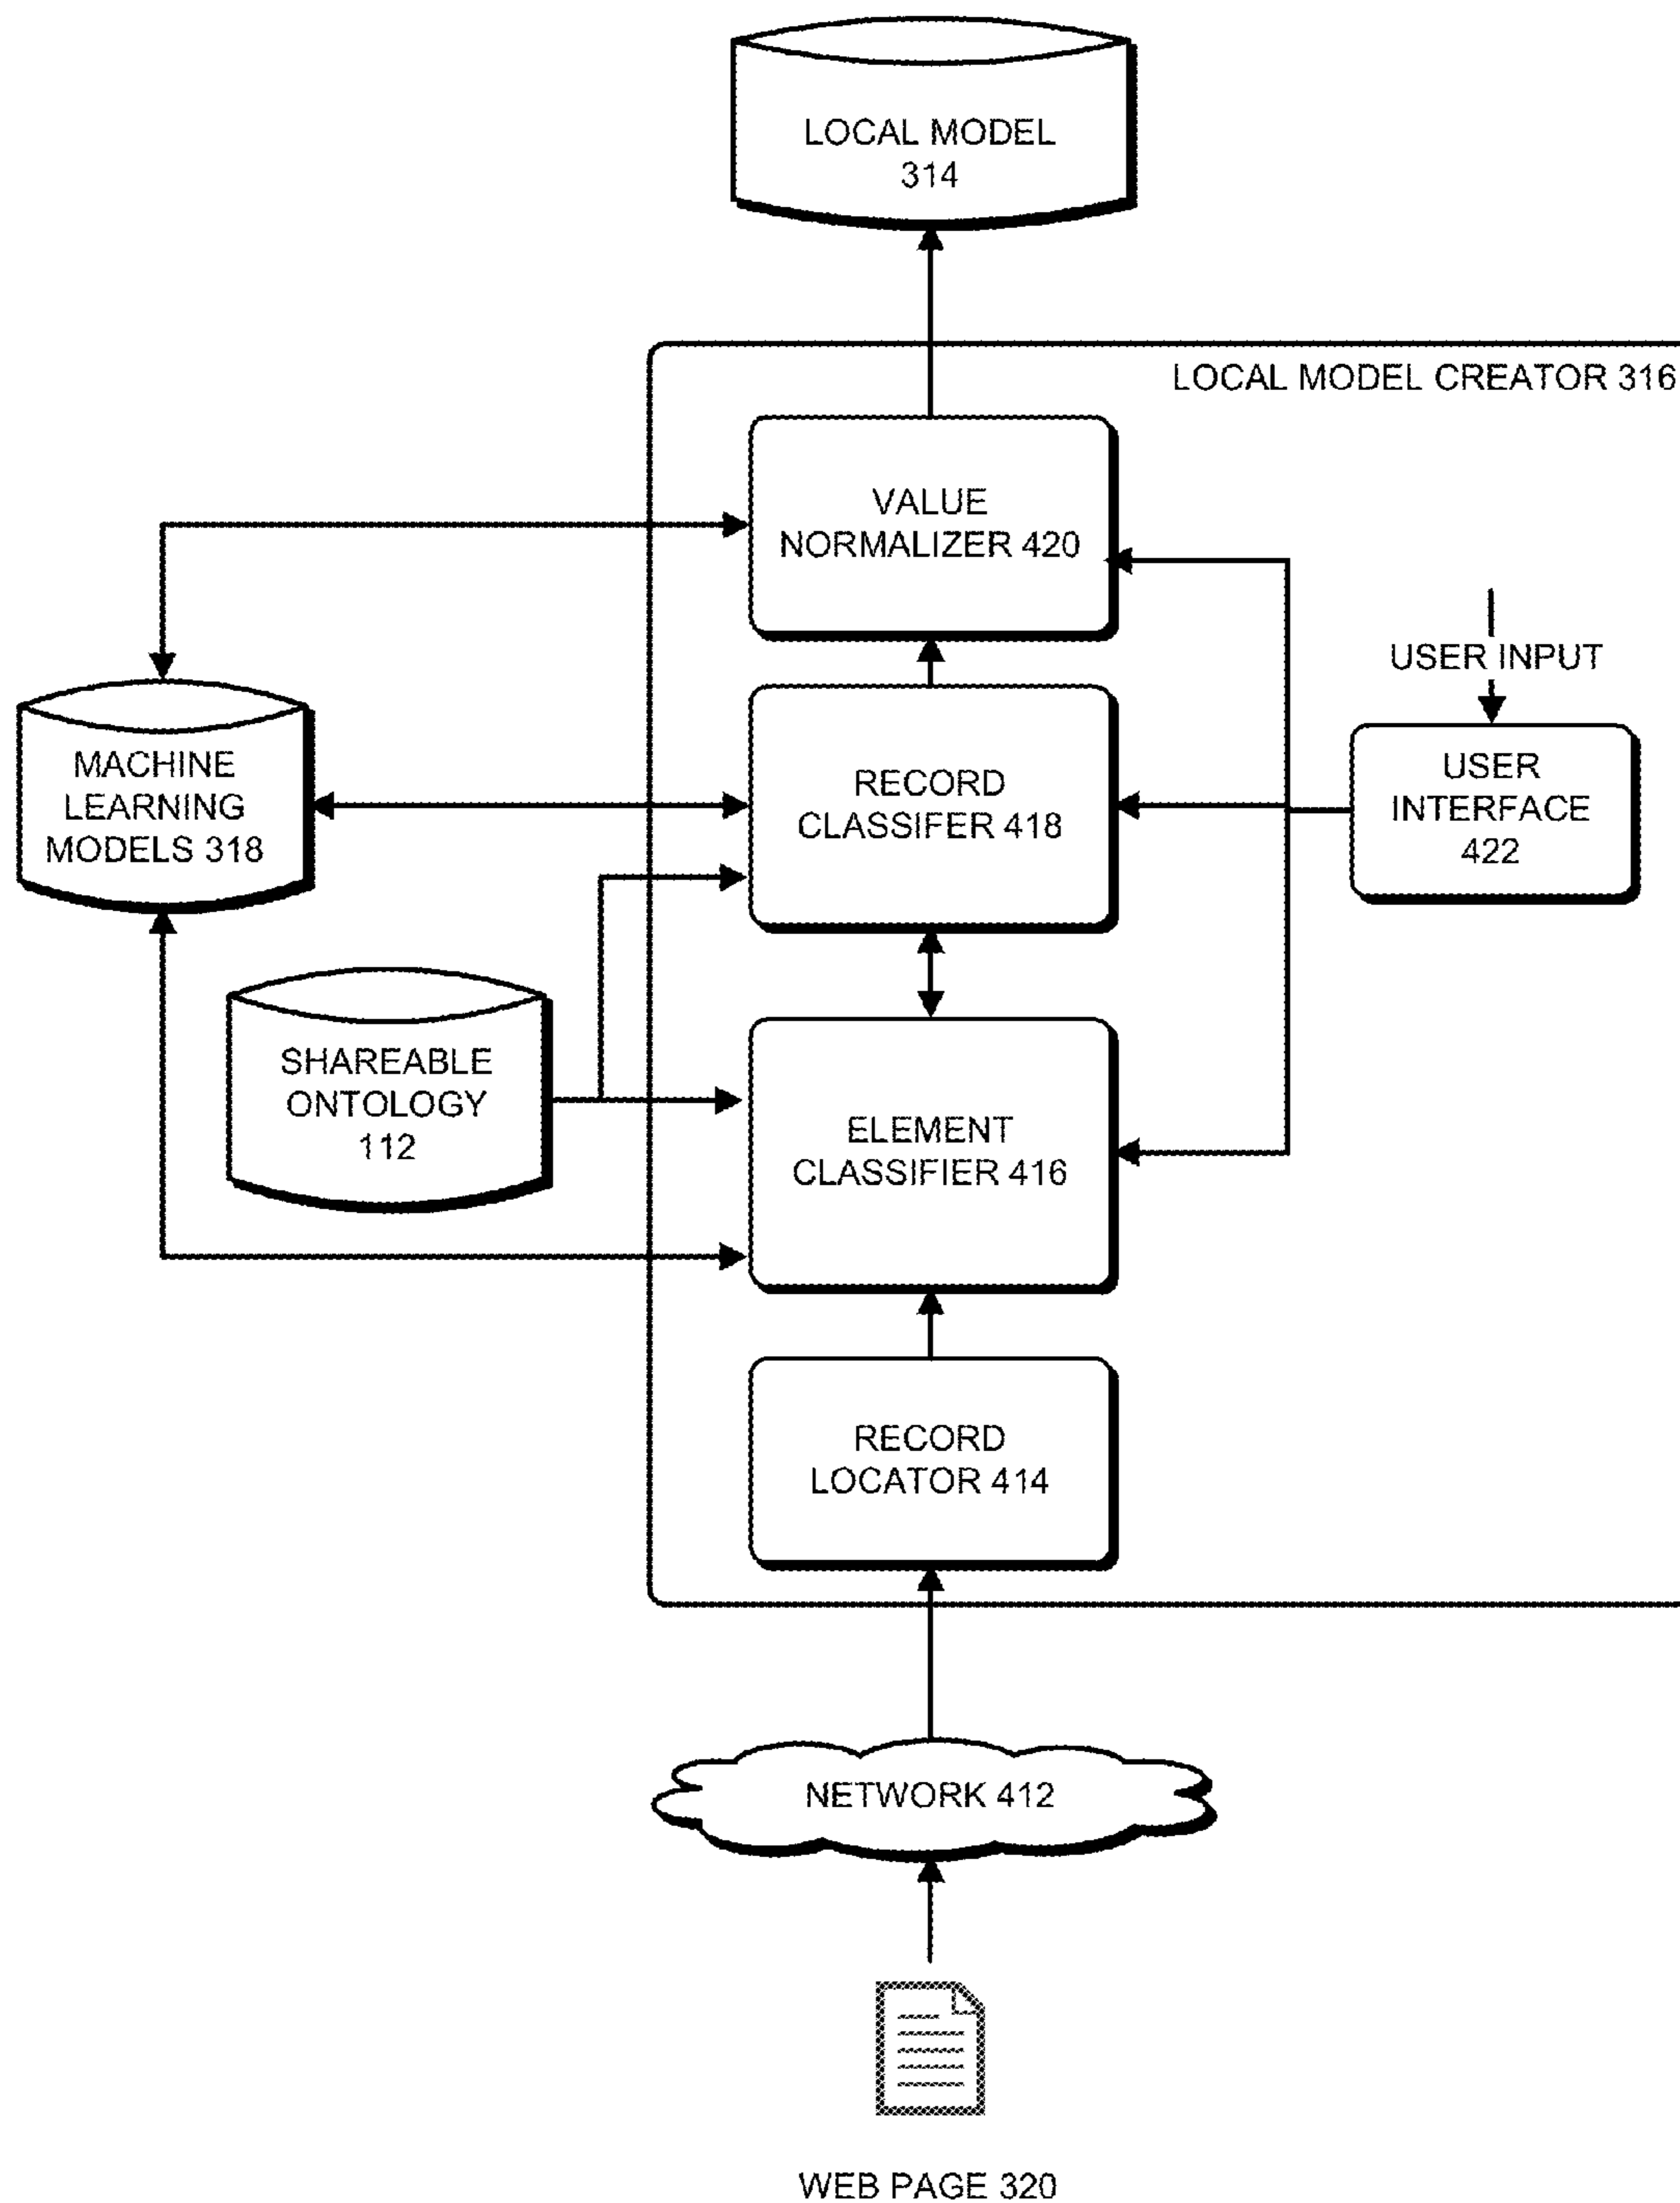 LOCAL MODEL
314
LOCAL MODEL CREATOR 316
VALUE
NORMALIZER 420
USER INPUT
MACHINE
LEARNING
MODELS 318
RECORD
CLASSIFER 418
USER
INTERFACE
422
SHAREABLE
ONTOLOGY
112
ELEMENT
CLASSIFIER 416
RECORD
LOCATOR 414
NETWORK 412
WEB PAGE 320